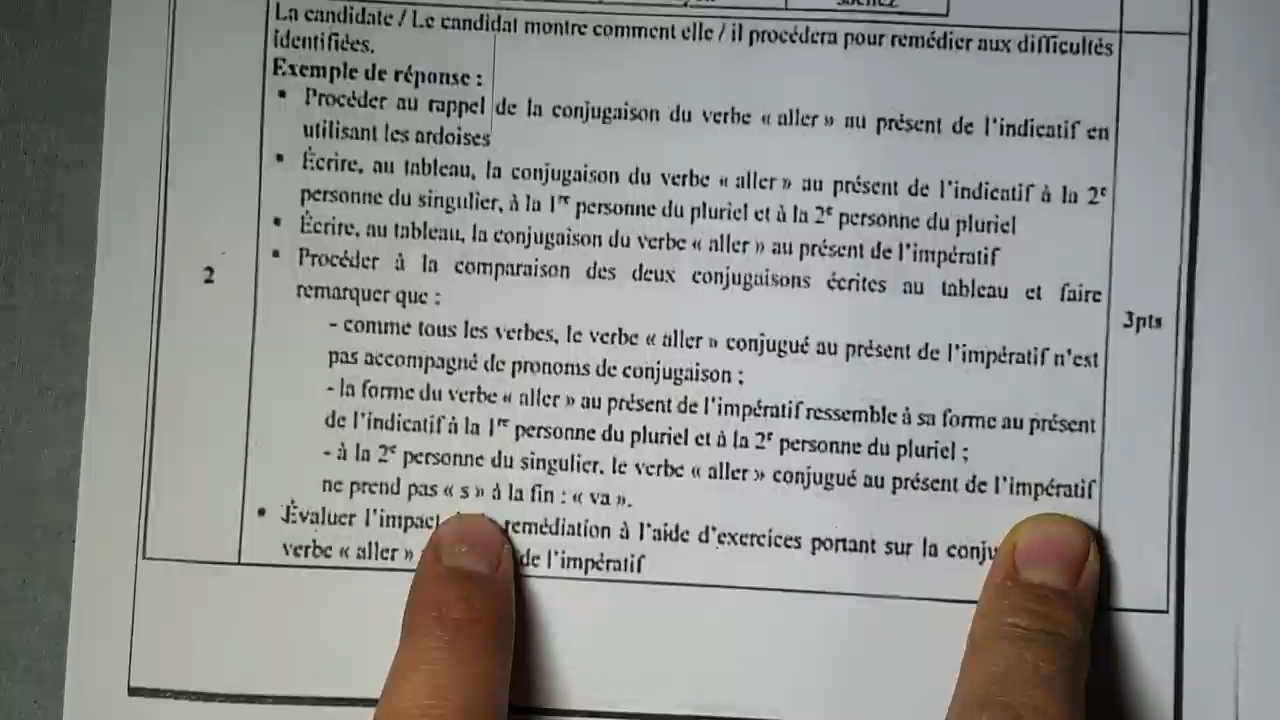 La candidate / Le candidat montre comment elle / il procédera pour remédier aux difficultés
identifiées.
Exemple de réponse :
▪ Procéder au rappel de la conjugaison du verbe « aller » au présent de l'indicatif en
utilisant les ardoises
▪ Écrire, au tableau, la conjugaison du verbe « aller » au présent de l'indicatif à la 2e
personne du singulier, à la 1re personne du pluriel et à la 2e personne du pluriel
▪ Écrire, au tableau, la conjugaison du verbe « aller » au présent de l'impératif
▪ Procéder à la comparaison des deux conjugaisons écrites au tableau et faire
remarquer que :
2
3pts
- comme tous les verbes, le verbe « aller » conjugué au présent de l'impératif n'est
pas accompagné de pronoms de conjugaison ;
- la forme du verbe « aller » au présent de l'impératif ressemble à sa forme au présent
de l'indicatif à la 1re personne du pluriel et à la 2e personne du pluriel ;
- à la 2e personne du singulier, le verbe « aller » conjugué au présent de l'impératif
ne prend pas « s » à la fin : « va ».
• Évaluer l'impact remédiation à l'aide d'exercices portant sur la conju
verbe « aller » de l'impératif